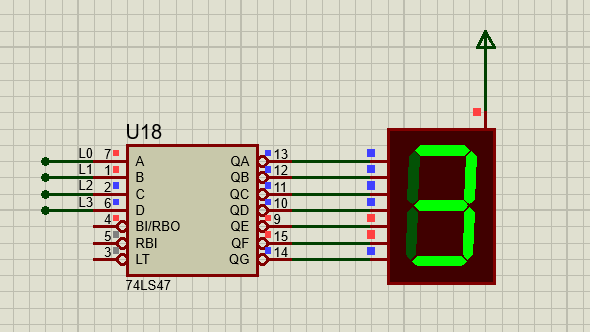 U18
L0 7 A QA 13
L1 1 B QB 12
L2 2 C QC 11
L3 6 D QD 10
4 BI/RBO QE 9
5 RBI QF 15
3 LT QG 14
74LS47
3